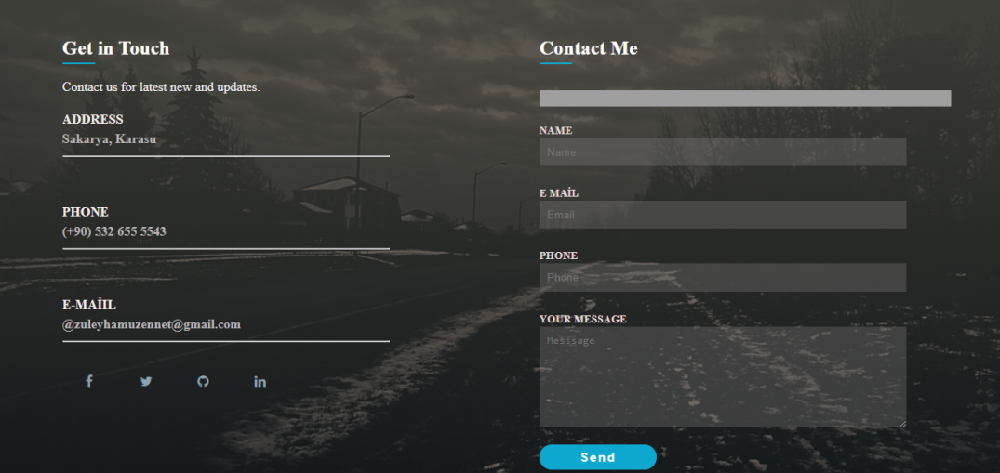 Get in Touch
Contact us for latest new and updates.
ADDRESS
Sakarya, Karasu
PHONE
(+90) 532 655 5543
E-MAİIL
@zuleyhamuzennet@gmail.com
Contact Me
NAME
Name
E MAİL
Email
PHONE
Phone
YOUR MESSAGE
Messsage
Send